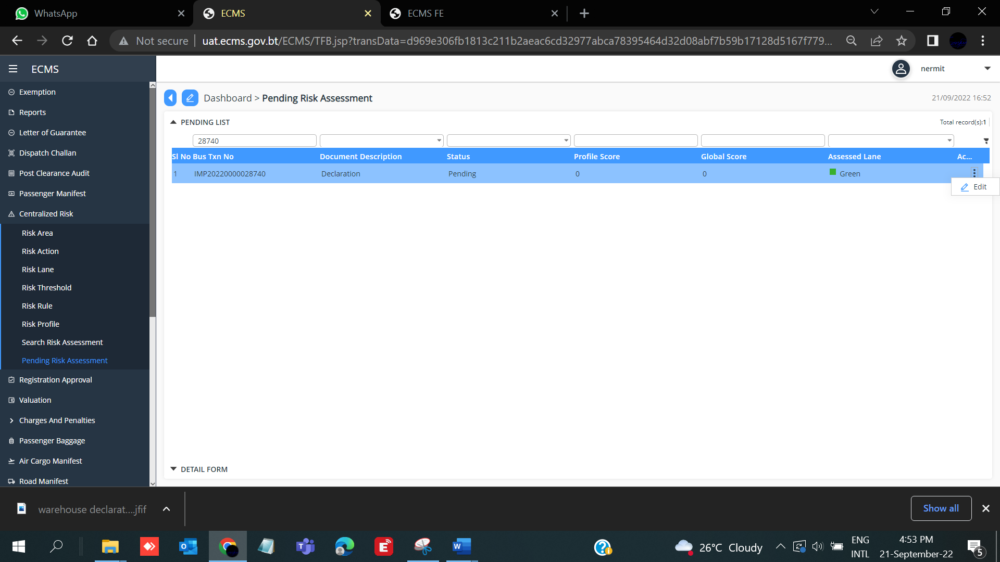 WhatsApp
ECMS
ECMS FE
Not secure
uat.ecms.gov.bt/ECMS/TFB.jsp?transData=d969e306fb1813c211b2aeac6cd32977abca78395464d32d08abf7b59b17128d5167f779...
ECMS
nermit
Exemption
Reports
Letter of Guarantee
Dispatch Challan
Post Clearance Audit
Passenger Manifest
Centralized Risk
Risk Area
Risk Action
Risk Lane
Risk Threshold
Risk Rule
Risk Profile
Search Risk Assessment
Pending Risk Assessment
Registration Approval
Valuation
Charges And Penalties
Passenger Baggage
Air Cargo Manifest
Road Manifest
Dashboard > Pending Risk Assessment
21/09/2022 16:52
PENDING LIST
Total record(s):1
28740
Sl No Bus Txn No Document Description Status Profile Score Global Score Assessed Lane Ac...
1 IMP20220000028740 Declaration Pending 0 0 Green
Edit
DETAIL FORM
warehouse declarat....jfif
Show all
26°C Cloudy
ENG
INTL
4:53 PM
21-September-22
5